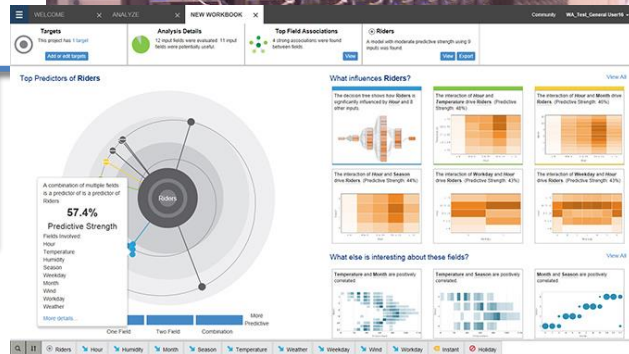 WELCOME
ANALYZE
NEW WORKBOOK
Community
WA_Test_General User16
Targets
This project has 1 target
Add or edit targets
Analysis Details
12 input fields were evaluated. 11 input
fields were potentially useful.
Top Field Associations
4 strong associations were found
between fields.
View
Riders
A model with moderate predictive strength using 9
inputs was found.
View Export
Top Predictors of Riders
Riders
A combination of multiple fields
is a predictor of is a predictor of
Riders
57.4%
Predictive Strength
Fields Involved:
Hour
Temperature
Humidity
Season
Weekday
Month
Wind
Workday
Weather
More details...
One Field
Two Field
Combination
More
Predictive
What influences Riders?
View All
The decision tree shows how Riders is
significantly influenced by Hour and 8
other inputs.
The interaction of Hour and
Temperature drive Riders. (Predictive
Strength: 48%)
The interaction of Hour and Month drive
Riders. (Predictive Strength: 46%)
The interaction of Hour and Season
drive Riders. (Predictive Strength: 44%)
The interaction of Workday and Hour
drive Riders. (Predictive Strength: 43%)
The interaction of Weekday and Hour
drive Riders. (Predictive Strength: 43%)
What else is interesting about these fields?
View All
Temperature and Month are positively
correlated.
Temperature and Season are positively
correlated.
Month and Season are positively
correlated.
Riders
Hour
Humidity
Month
Season
Temperature
Weather
Weekday
Wind
Workday
Instant
Holiday